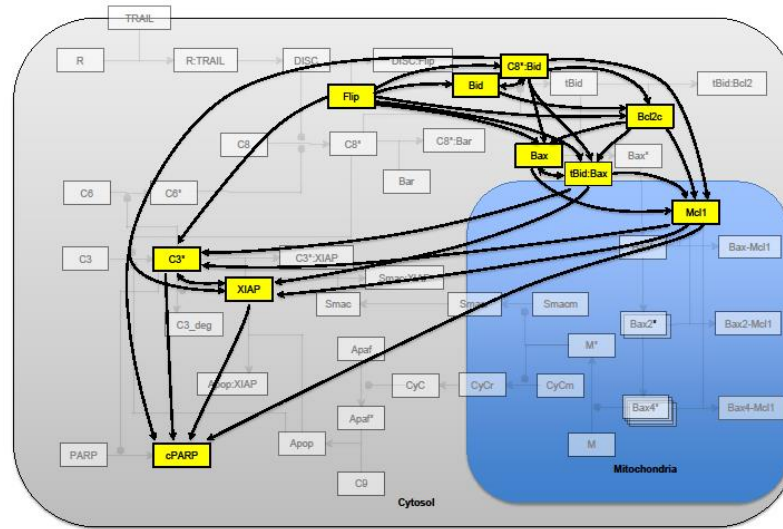 TRAIL
R
R:TRAIL
DISC
DISC:Flip
C8*:Bid
Bid
tBid
tBid:Bcl2
Flip
Bcl2c
C8
C8*
C8*:Bar
Bar
Bax
Bax*
tBid:Bax
C6
C6*
Mcl1
C3
C3*
C3*:XIAP
Bax-Mcl1
XIAP
Smac:XIAP
Smac
Smacr
Smacm
C3_deg
Bax2*
Bax2-Mcl1
Apaf
M*
Apop:XIAP
CyC
CyCr
CyCm
Apaf*
Bax4*
Bax4-Mcl1
PARP
cPARP
Apop
M
C9
Mitochondria
Cytosol